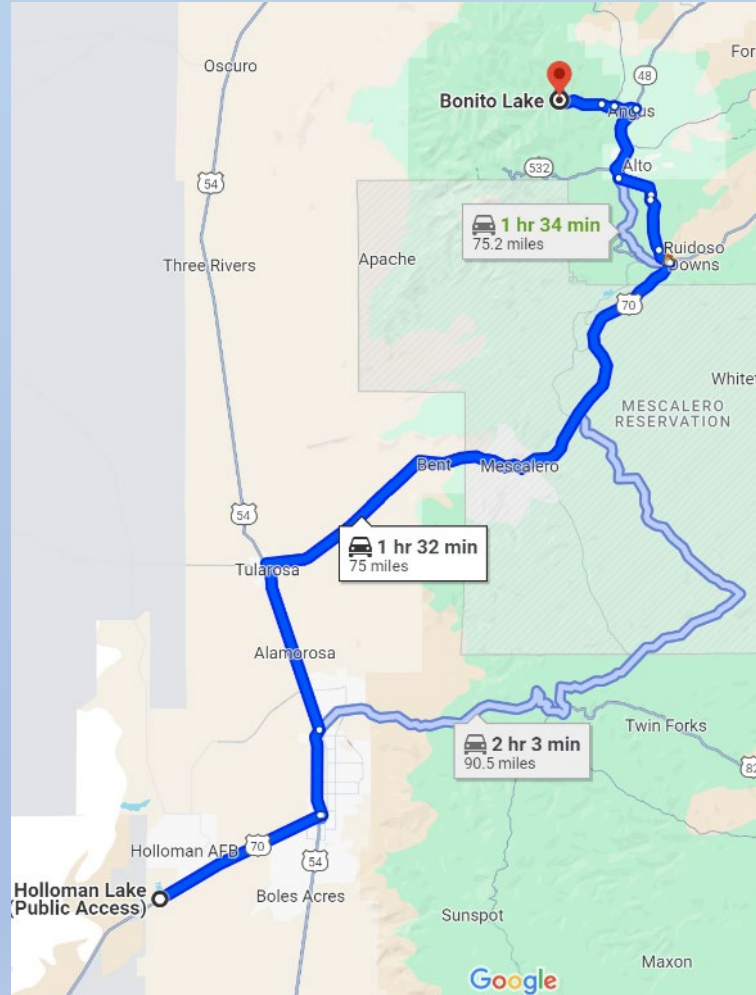 Oscuro
For
48
Bonito Lake
Angus
54
532
Alto
1 hr 34 min
75.2 miles
Three Rivers
Apache
Ruidoso
Downs
70
Whitet
MESCALERO
RESERVATION
Bent
Mescalero
54
1 hr 32 min
75 miles
Tularosa
Alamorosa
Twin Forks
2 hr 3 min
90.5 miles
82
Holloman AFB
70
54
Holloman Lake
(Public Access)
Boles Acres
Sunspot
Maxon
Google